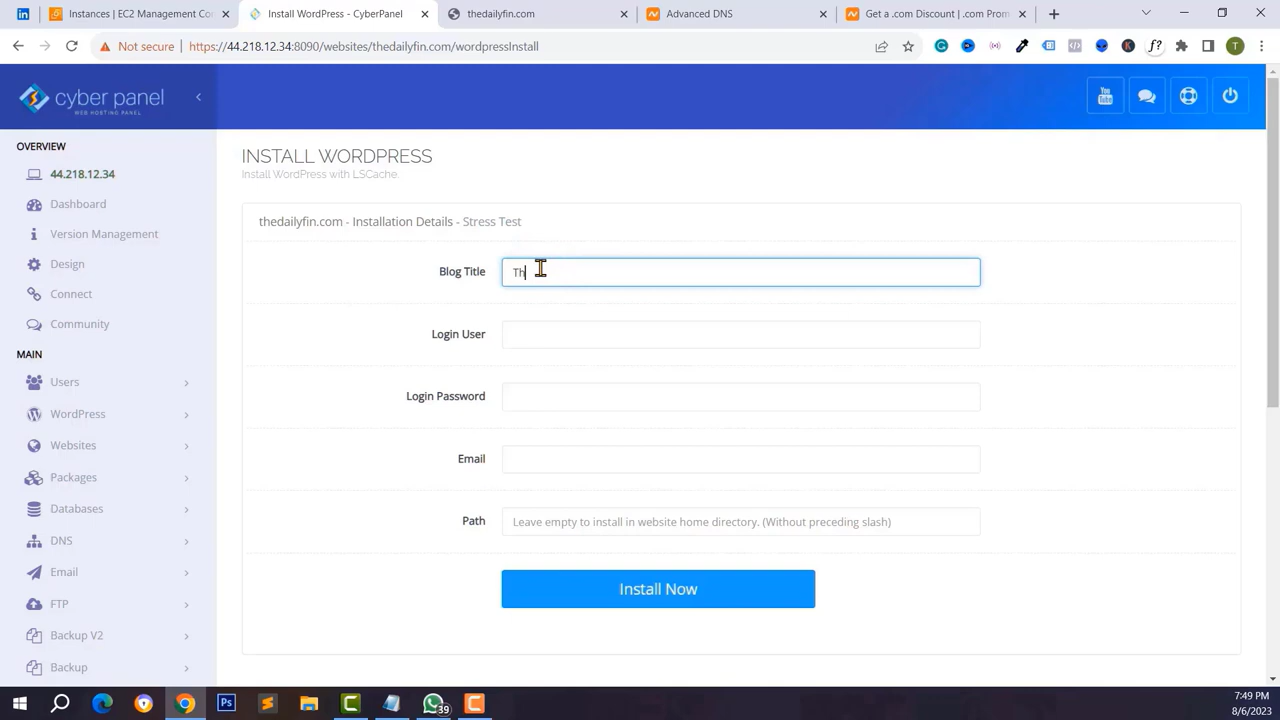 Instances | EC2 Management Co
Install WordPress - CyberPanel
thedailyfin.com
Advanced DNS
Get a .com Discount | .com Prom
Not secure
https://44.218.12.34:8090/websites/thedailyfin.com/wordpressInstall
T
cyber panel
WEB HOSTING PANEL
You
Tube
OVERVIEW
44.218.12.34
Dashboard
Version Management
Design
Connect
Community
MAIN
Users
WordPress
Websites
Packages
Databases
DNS
Email
FTP
Backup V2
Backup
INSTALL WORDPRESS
Install WordPress with LSCache.
thedailyfin.com - Installation Details - Stress Test
Blog Title
Th
Login User
Login Password
Email
Path
Leave empty to install in website home directory. (Without preceding slash)
Install Now
39
7:49 PM
8/6/2023